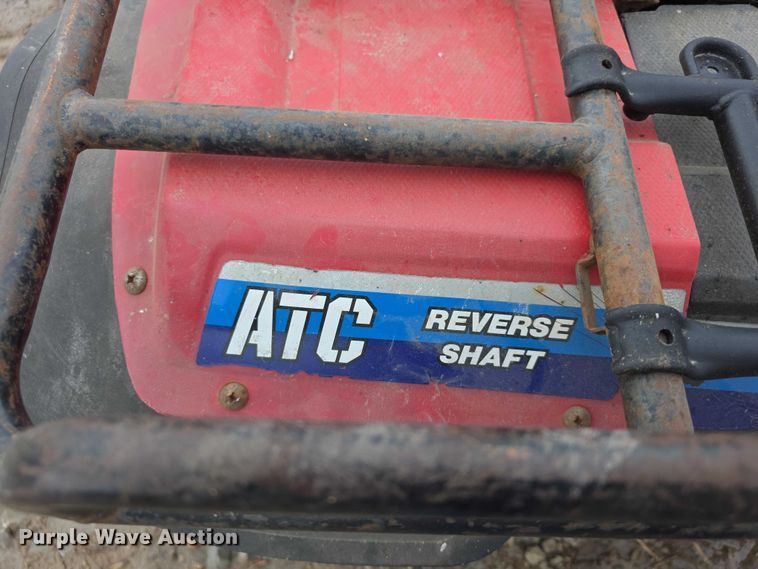 ATC
REVERSE
SHAFT
Purple Wave Auction